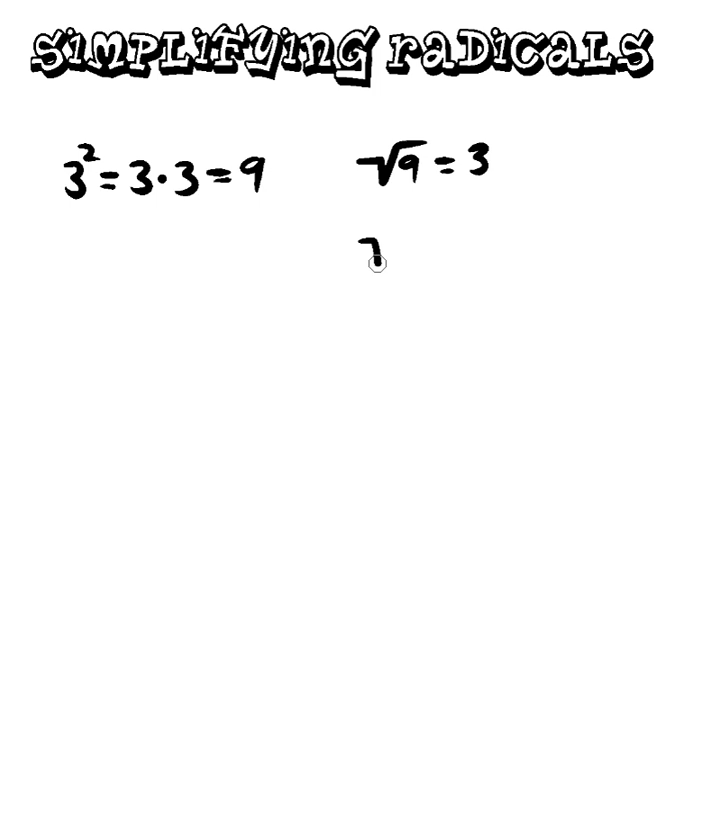 SiMPLiFYiNG RaDiCaLS
3² = 3 · 3 = 9
√9 = 3